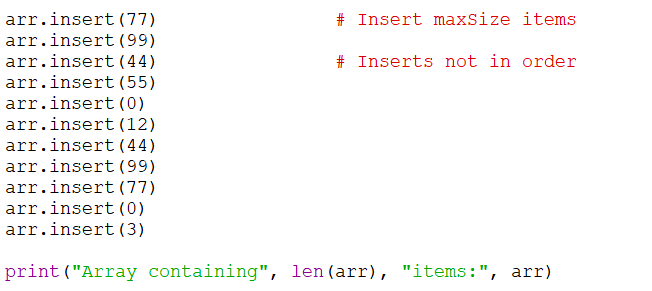 arr.insert(77)                 # Insert maxSize items
arr.insert(99)
arr.insert(44)                 # Inserts not in order
arr.insert(55)
arr.insert(0)
arr.insert(12)
arr.insert(44)
arr.insert(99)
arr.insert(77)
arr.insert(0)
arr.insert(3)
print("Array containing", len(arr), "items:", arr)